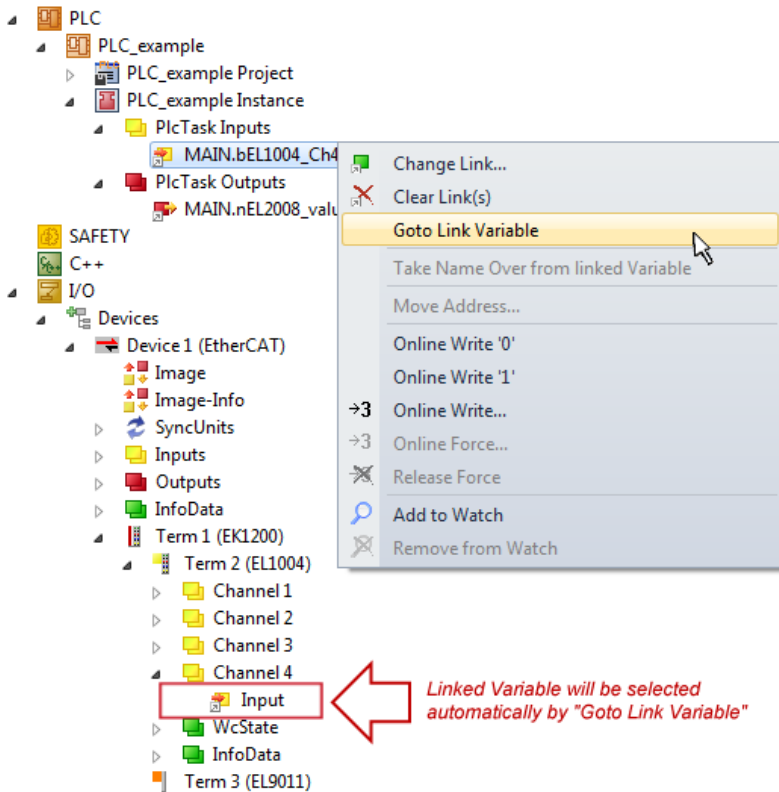 PLC
PLC_example
PLC_example Project
PLC_example Instance
PlcTask Inputs
MAIN.bEL1004_Ch4
PlcTask Outputs
MAIN.nEL2008_valu
SAFETY
C++
I/O
Devices
Device 1 (EtherCAT)
Image
Image-Info
SyncUnits
Inputs
Outputs
InfoData
Term 1 (EK1200)
Term 2 (EL1004)
Channel 1
Channel 2
Channel 3
Channel 4
Input
WcState
InfoData
Term 3 (EL9011)
Change Link...
Clear Link(s)
Goto Link Variable
Take Name Over from linked Variable
Move Address...
Online Write '0'
Online Write '1'
→3 Online Write...
→3 Online Force...
Release Force
Add to Watch
Remove from Watch
Linked Variable will be selected
automatically by "Goto Link Variable"